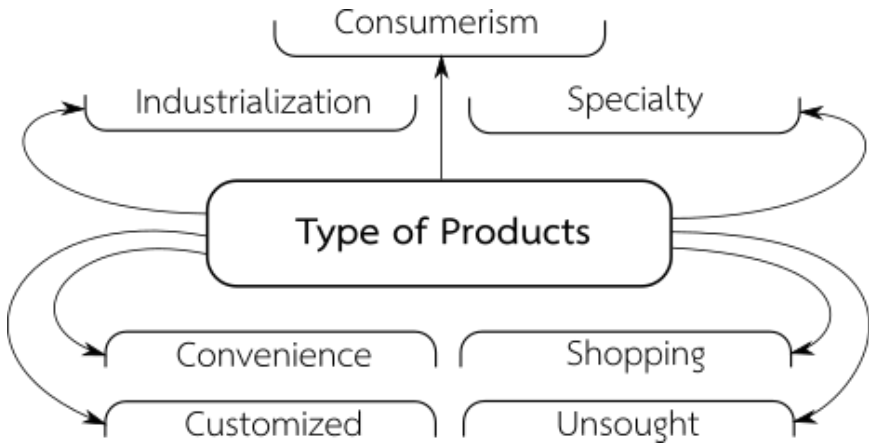 Consumerism
Industrialization
Specialty
Type of Products
Convenience
Shopping
Customized
Unsought